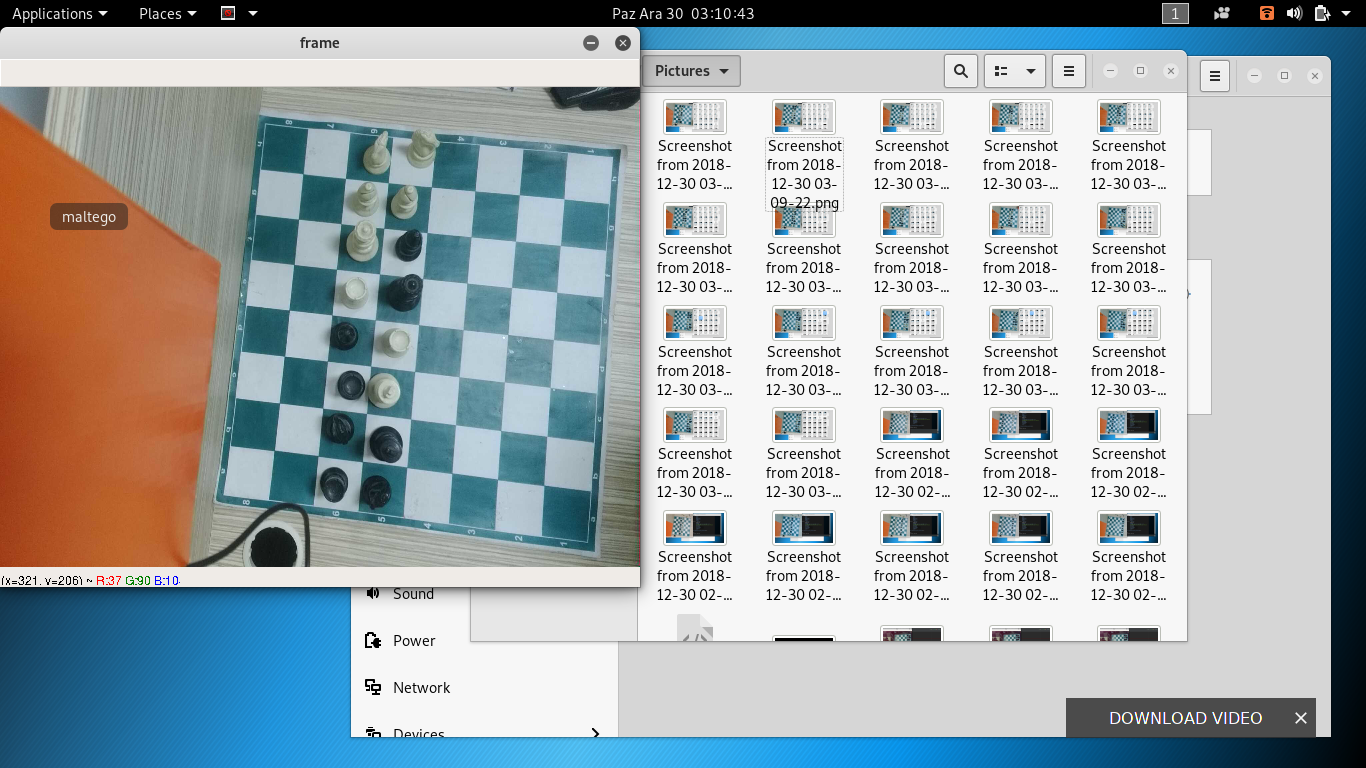 Applications
Places
Paz Ara 30 03:10:43
1
frame
maltego
(x=321, y=206) ~ R:37 G:90 B:10
Pictures
Screenshot
from 2018-
12-30 03-...
Screenshot
from 2018-
12-30 03-
09-22.png
Screenshot
from 2018-
12-30 03-...
Screenshot
from 2018-
12-30 03-...
Screenshot
from 2018-
12-30 03-...
Screenshot
from 2018-
12-30 03-...
Screenshot
from 2018-
12-30 03-...
Screenshot
from 2018-
12-30 03-...
Screenshot
from 2018-
12-30 03-...
Screenshot
from 2018-
12-30 03-...
Screenshot
from 2018-
12-30 03-...
Screenshot
from 2018-
12-30 03-...
Screenshot
from 2018-
12-30 03-...
Screenshot
from 2018-
12-30 03-...
Screenshot
from 2018-
12-30 03-...
Screenshot
from 2018-
12-30 03-...
Screenshot
from 2018-
12-30 03-...
Screenshot
from 2018-
12-30 02-...
Screenshot
from 2018-
12-30 02-...
Screenshot
from 2018-
12-30 02-...
Screenshot
from 2018-
12-30 02-...
Screenshot
from 2018-
12-30 02-...
Screenshot
from 2018-
12-30 02-...
Screenshot
from 2018-
12-30 02-...
Screenshot
from 2018-
12-30 02-...
Sound
Power
Network
Devices
DOWNLOAD VIDEO